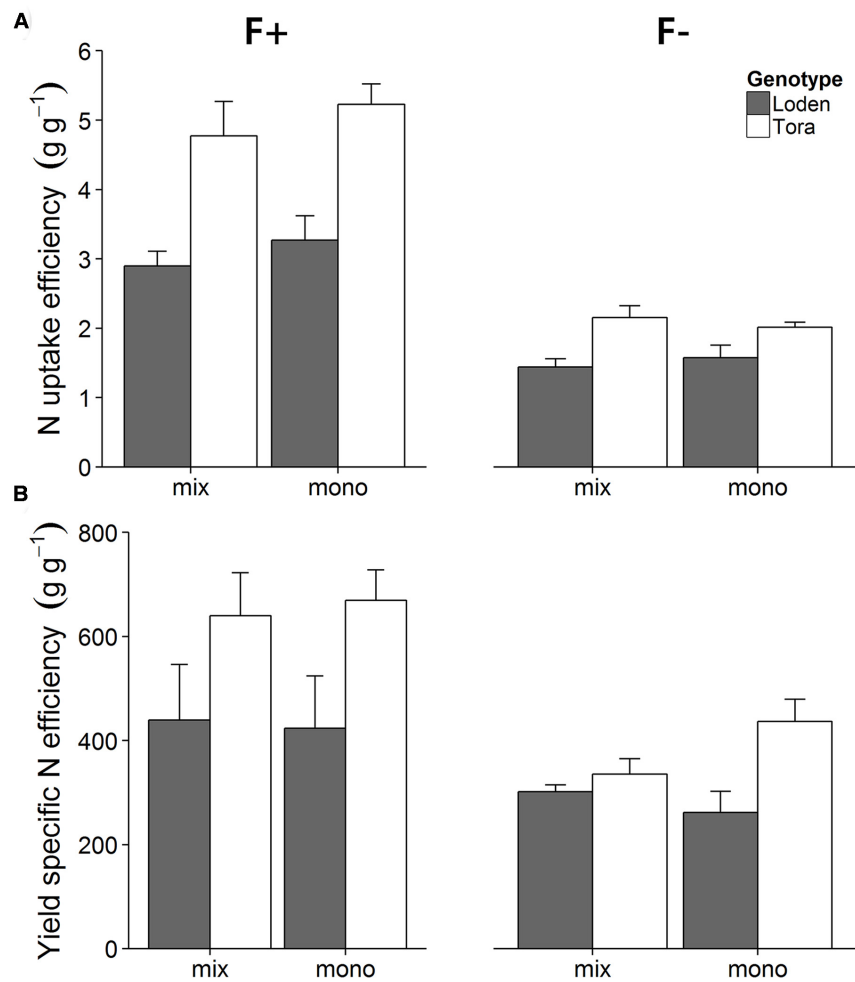 A
F+
F-
N uptake efficiency (g g⁻¹)
6
5
4
3
2
1
0
Genotype
Loden
Tora
mix
mono
mix
mono
B
Yield specific N efficiency (g g⁻¹)
800
600
400
200
0
mix
mono
mix
mono